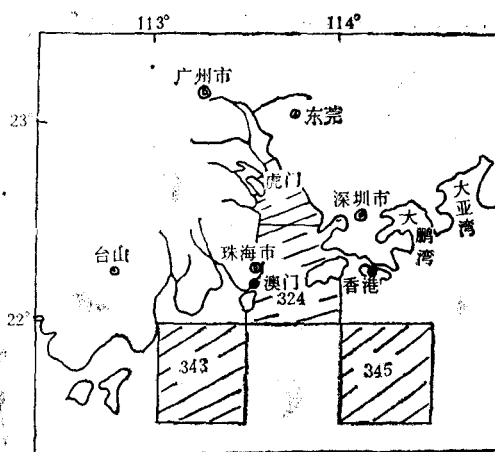 113° 114°
广州市
23
东莞
虎门
深圳市
大亚湾
大鹏湾
珠海市
台山
澳门
香港
324
22°
343
345